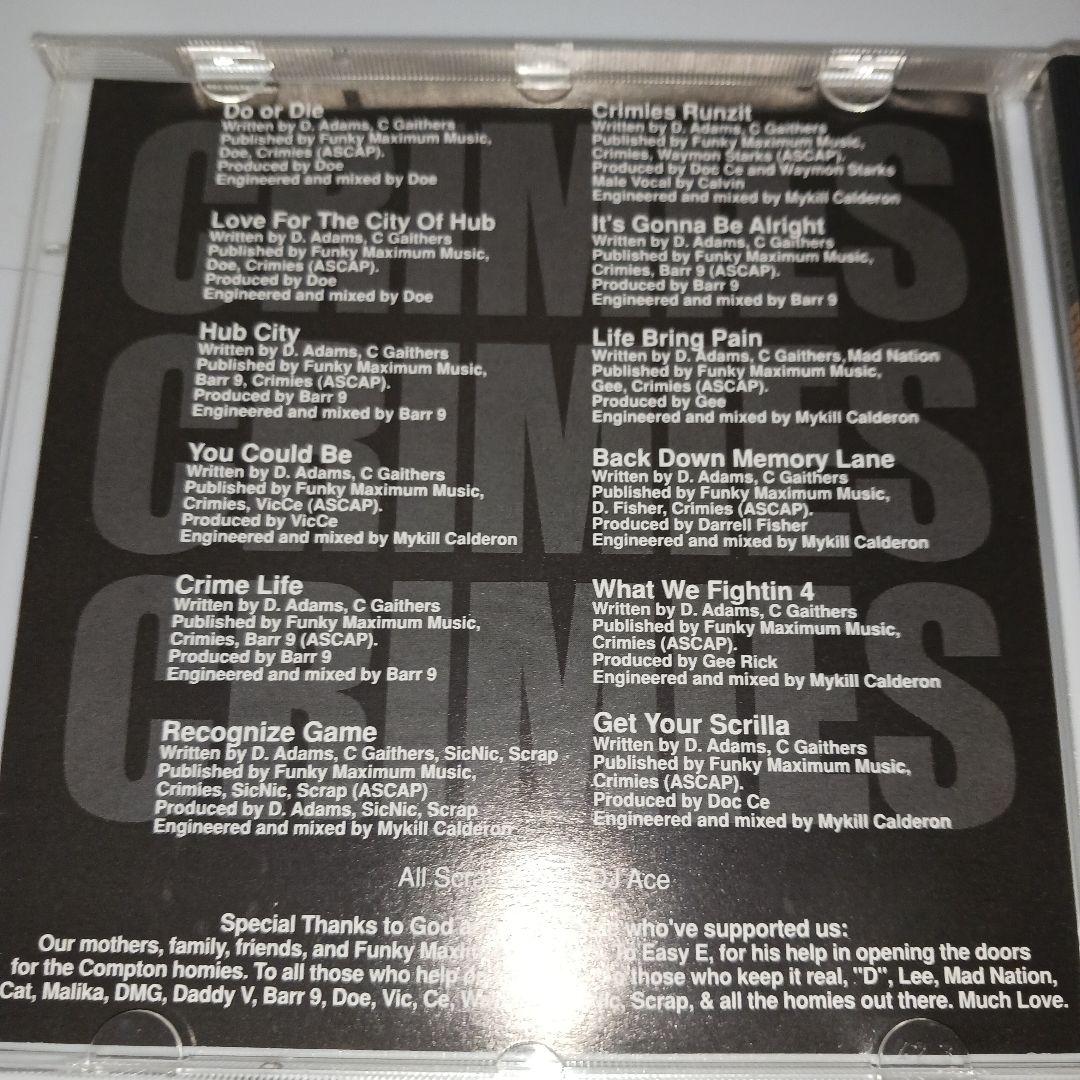 CRIMIES
CRIMIES
CRIMIES
Do or Die
Written by D. Adams, C Gaithers
Published by Funky Maximum Music,
Doe, Crimies (ASCAP).
Produced by Doe
Engineered and mixed by Doe
Love For The City Of Hub
Written by D. Adams, C Gaithers
Published by Funky Maximum Music,
Doe, Crimies (ASCAP).
Produced by Doe
Engineered and mixed by Doe
Hub City
Written by D. Adams, C Gaithers
Published by Funky Maximum Music,
Barr 9, Crimies (ASCAP).
Produced by Barr 9
Engineered and mixed by Barr 9
You Could Be
Written by D. Adams, C Gaithers
Published by Funky Maximum Music,
Crimies, VicCe (ASCAP).
Produced by VicCe
Engineered and mixed by Mykill Calderon
Crime Life
Written by D. Adams, C Gaithers
Published by Funky Maximum Music,
Crimies, Barr 9 (ASCAP).
Produced by Barr 9
Engineered and mixed by Barr 9
Recognize Game
Written by D. Adams, C Gaithers, SicNic, Scrap
Published by Funky Maximum Music,
Crimies, SicNic, Scrap (ASCAP)
Produced by D. Adams, SicNic, Scrap
Engineered and mixed by Mykill Calderon
Crimies Runzit
Written by D. Adams, C Gaithers
Published by Funky Maximum Music,
Crimies, Waymon Starks (ASCAP).
Produced by Doc Ce and Waymon Starks
Male Vocal by Calvin
Engineered and mixed by Mykill Calderon
It's Gonna Be Alright
Written by D. Adams, C Gaithers
Published by Funky Maximum Music,
Crimies, Barr 9 (ASCAP).
Produced by Barr 9
Engineered and mixed by Barr 9
Life Bring Pain
Written by D. Adams, C Gaithers,Mad Nation
Published by Funky Maximum Music,
Gee, Crimies (ASCAP).
Produced by Gee
Engineered and mixed by Mykill Calderon
Back Down Memory Lane
Written by D. Adams, C Gaithers
Published by Funky Maximum Music,
D. Fisher, Crimies (ASCAP).
Produced by Darrell Fisher
Engineered and mixed by Mykill Calderon
What We Fightin 4
Written by D. Adams, C Gaithers
Published by Funky Maximum Music,
Crimies (ASCAP).
Produced by Gee Rick
Engineered and mixed by Mykill Calderon
Get Your Scrilla
Written by D. Adams, C Gaithers
Published by Funky Maximum Music,
Crimies (ASCAP).
Produced by Doc Ce
Engineered and mixed by Mykill Calderon
All DJ Ace
Special Thanks to God who've supported us:
Our mothers, family, friends, and Funky Easy E, for his help in opening the doors
for the Compton homies. To all those who help those who keep it real, "D", Lee, Mad Nation,
Cat, Malika, DMG, Daddy V, Barr 9, Doe, Vic, Ce, Scrap, & all the homies out there. Much Love.